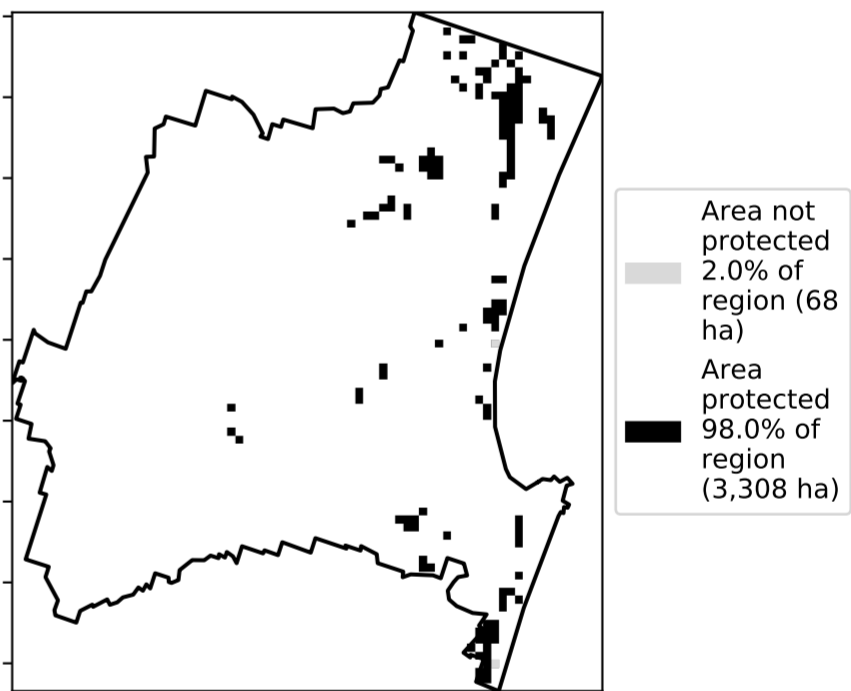 Area not
protected
2.0% of
region (68
ha)
Area
protected
98.0% of
region
(3,308 ha)